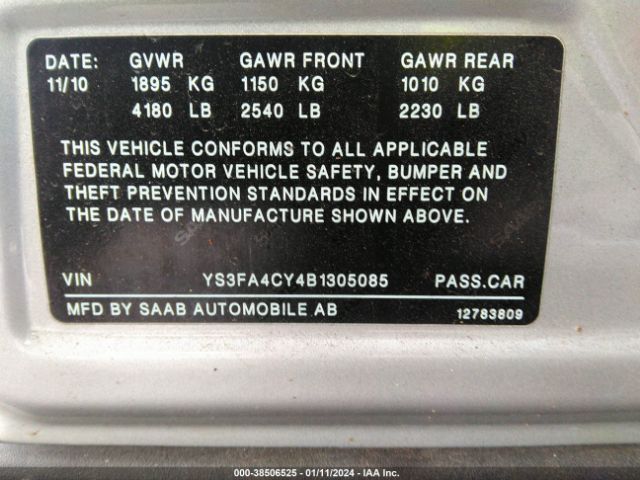 DATE: GVWR GAWR FRONT GAWR REAR
11/10 1895 KG 1150 KG 1010 KG
4180 LB 2540 LB 2230 LB
THIS VEHICLE CONFORMS TO ALL APPLICABLE
FEDERAL MOTOR VEHICLE SAFETY, BUMPER AND
THEFT PREVENTION STANDARDS IN EFFECT ON
THE DATE OF MANUFACTURE SHOWN ABOVE.
VIN YS3FA4CY4B1305085 PASS.CAR
MFD BY SAAB AUTOMOBILE AB 12783809
000-38506525 - 01/11/2024 - IAAI.CA